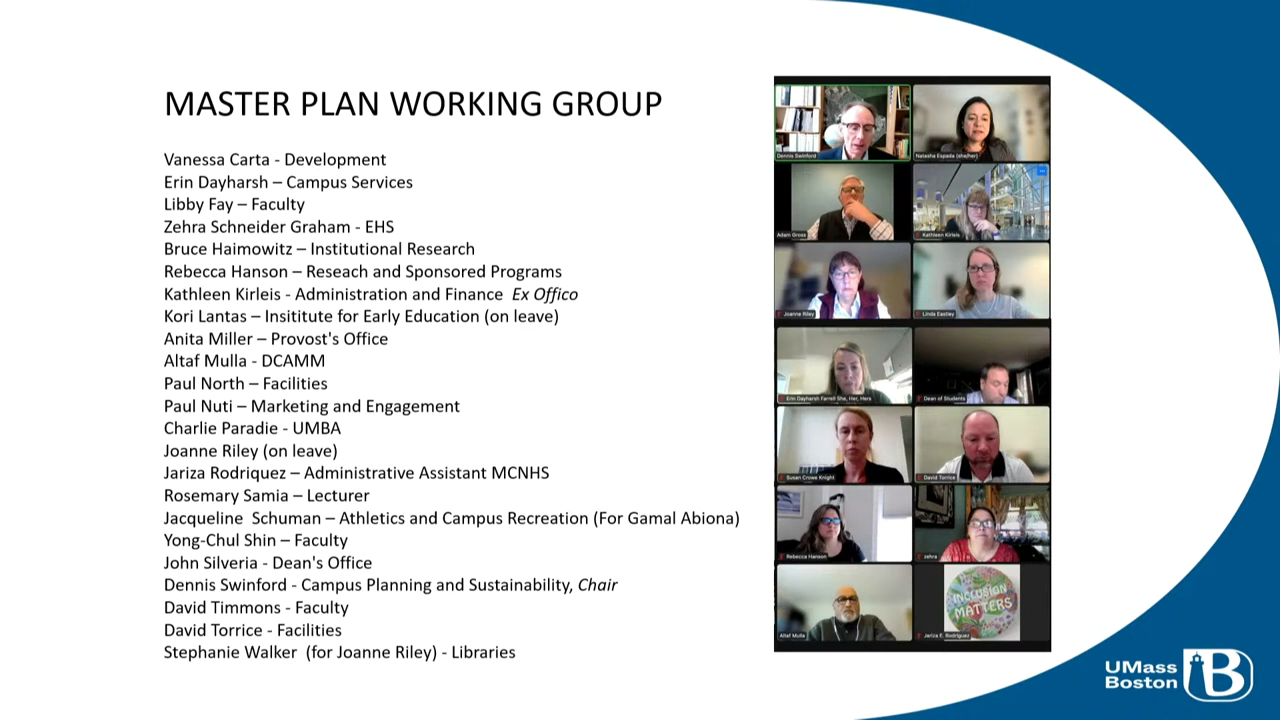 MASTER PLAN WORKING GROUP
Vanessa Carta - Development
Erin Dayharsh – Campus Services
Libby Fay – Faculty
Zehra Schneider Graham - EHS
Bruce Haimowitz – Institutional Research
Rebecca Hanson – Reseach and Sponsored Programs
Kathleen Kirleis - Administration and Finance Ex Offico
Kori Lantas – Insititute for Early Education (on leave)
Anita Miller – Provost's Office
Altaf Mulla - DCAMM
Paul North – Facilities
Paul Nuti – Marketing and Engagement
Charlie Paradie - UMBA
Joanne Riley (on leave)
Jariza Rodriquez – Administrative Assistant MCNHS
Rosemary Samia – Lecturer
Jacqueline Schuman – Athletics and Campus Recreation (For Gamal Abiona)
Yong-Chul Shin – Faculty
John Silveria - Dean's Office
Dennis Swinford - Campus Planning and Sustainability, Chair
David Timmons - Faculty
David Torrice - Facilities
Stephanie Walker (for Joanne Riley) - Libraries
Dennis Swinford
Natasha Espada (she/her)
Adam Gross
Kathleen Kirleis
Joanne Riley
Linda Eastley
Erin Dayharsh Farrell She, Her, Hers
Dean of Students
Susan Crowe Knight
David Torrice
Rebecca Hanson
zehra
Altaf Mulla
INCLUSION
MATTERS
Jariza E. Rodriguez
UMass
Boston
B